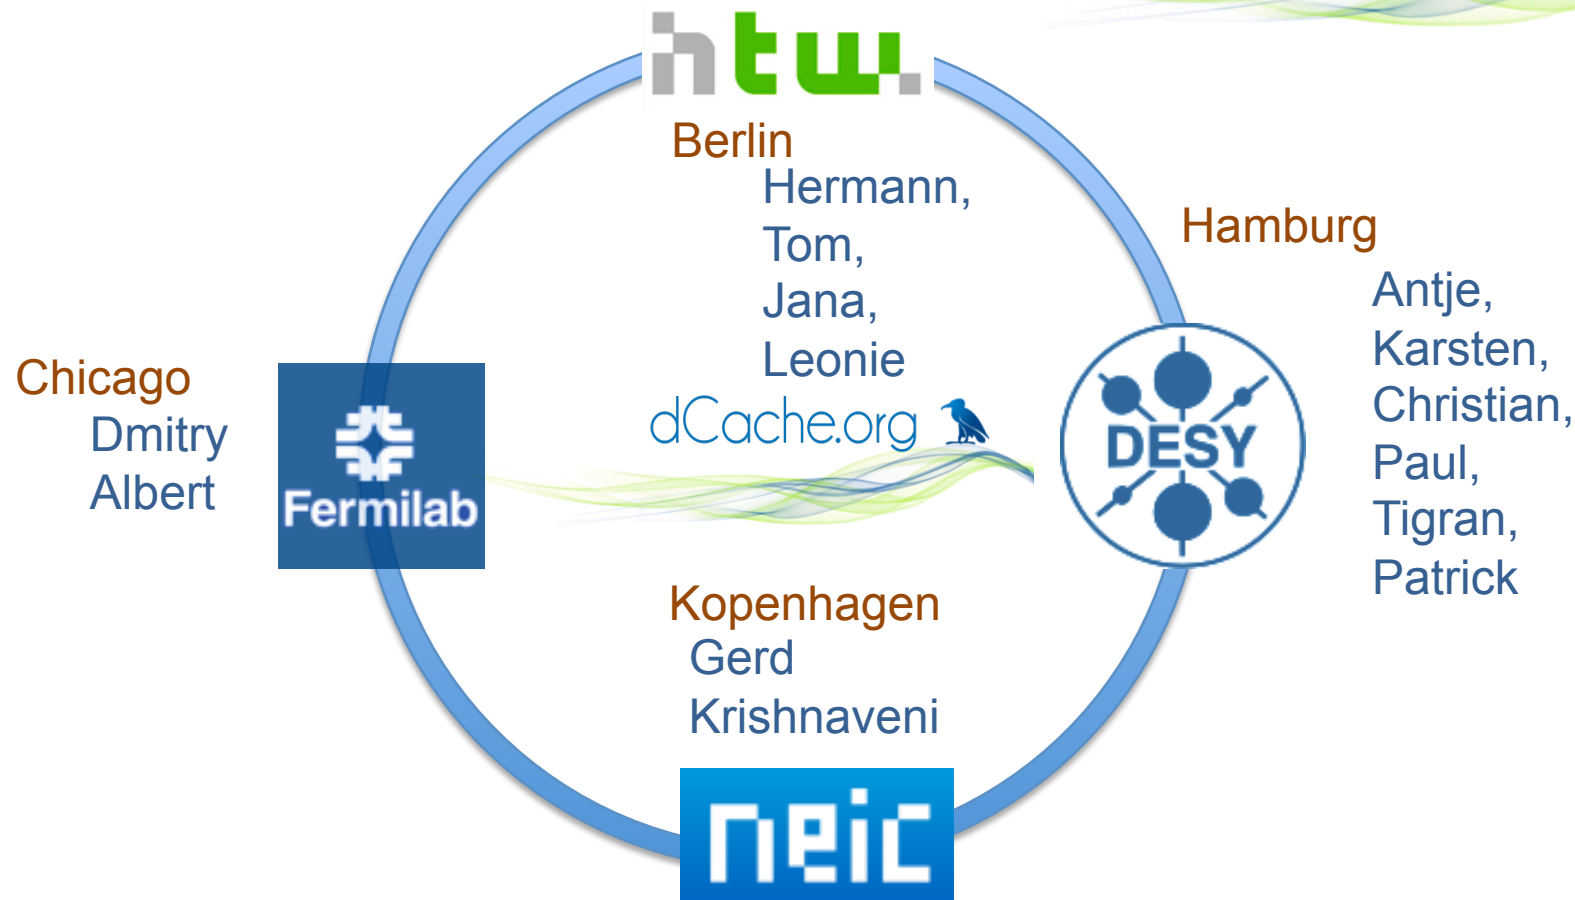 htw.
Berlin
Hermann,
Tom,
Jana,
Leonie
Hamburg
Antje,
Karsten,
Christian,
Paul,
Tigran,
Patrick
Chicago
Dmitry
Albert
Fermilab
dCache.org
DESY
Kopenhagen
Gerd
Krishnaveni
neic